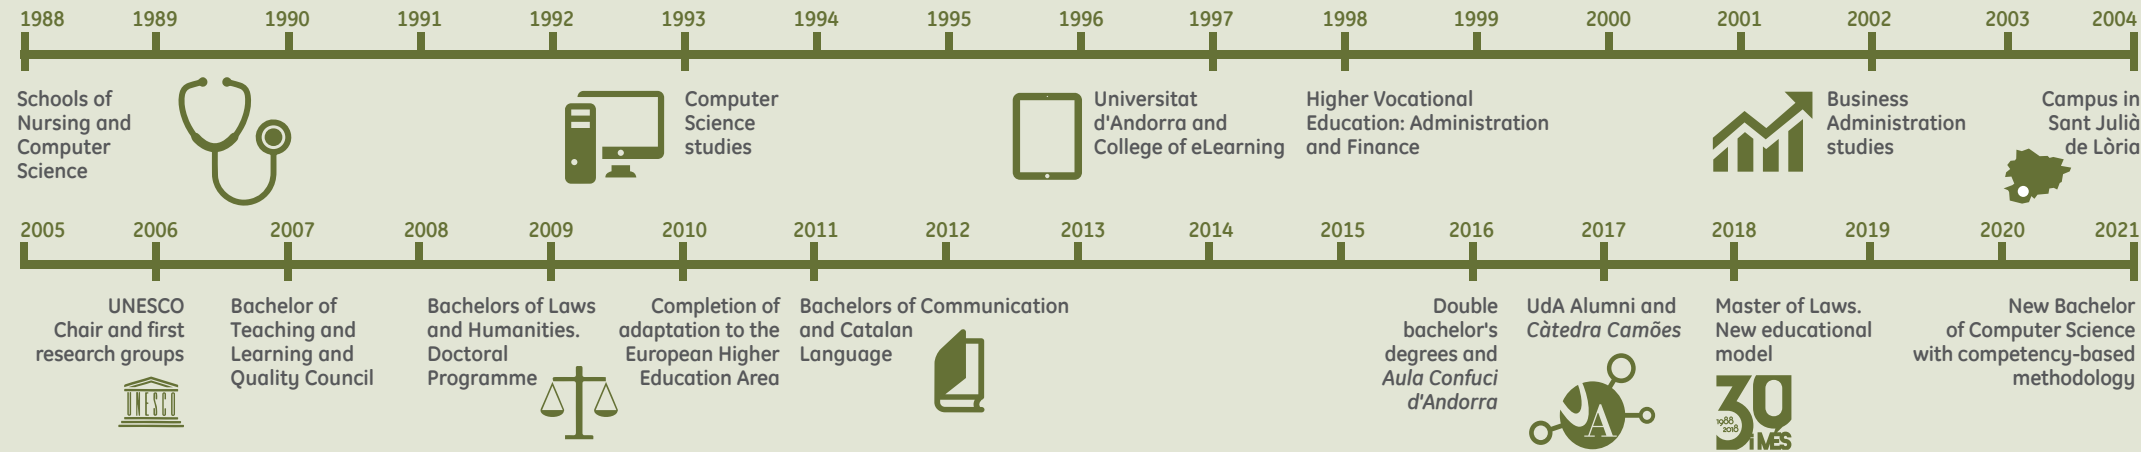 1988 1989 1990 1991 1992 1993 1994 1995 1996 1997 1998 1999 2000 2001 2002 2003 2004
Schools of
Nursing and
Computer
Science
Computer
Science
studies
Universitat
d'Andorra and
College of eLearning
Higher Vocational
Education: Administration
and Finance
Business
Administration
studies
Campus in
Sant Julià
de Lòria
2005 2006 2007 2008 2009 2010 2011 2012 2013 2014 2015 2016 2017 2018 2019 2020 2021
UNESCO
Chair and first
research groups
UNESCO
Bachelor of
Teaching and
Learning and
Quality Council
Bachelors of Laws
and Humanities.
Doctoral
Programme
Completion of
adaptation to the
European Higher
Education Area
Bachelors of Communication
and Catalan
Language
Double
bachelor's
degrees and
Aula Confuci
d'Andorra
UdA Alumni and
Càtedra Camões
UA
Master of Laws.
New educational
model
30
1988
2018
i MÉS
New Bachelor
of Computer Science
with competency-based
methodology